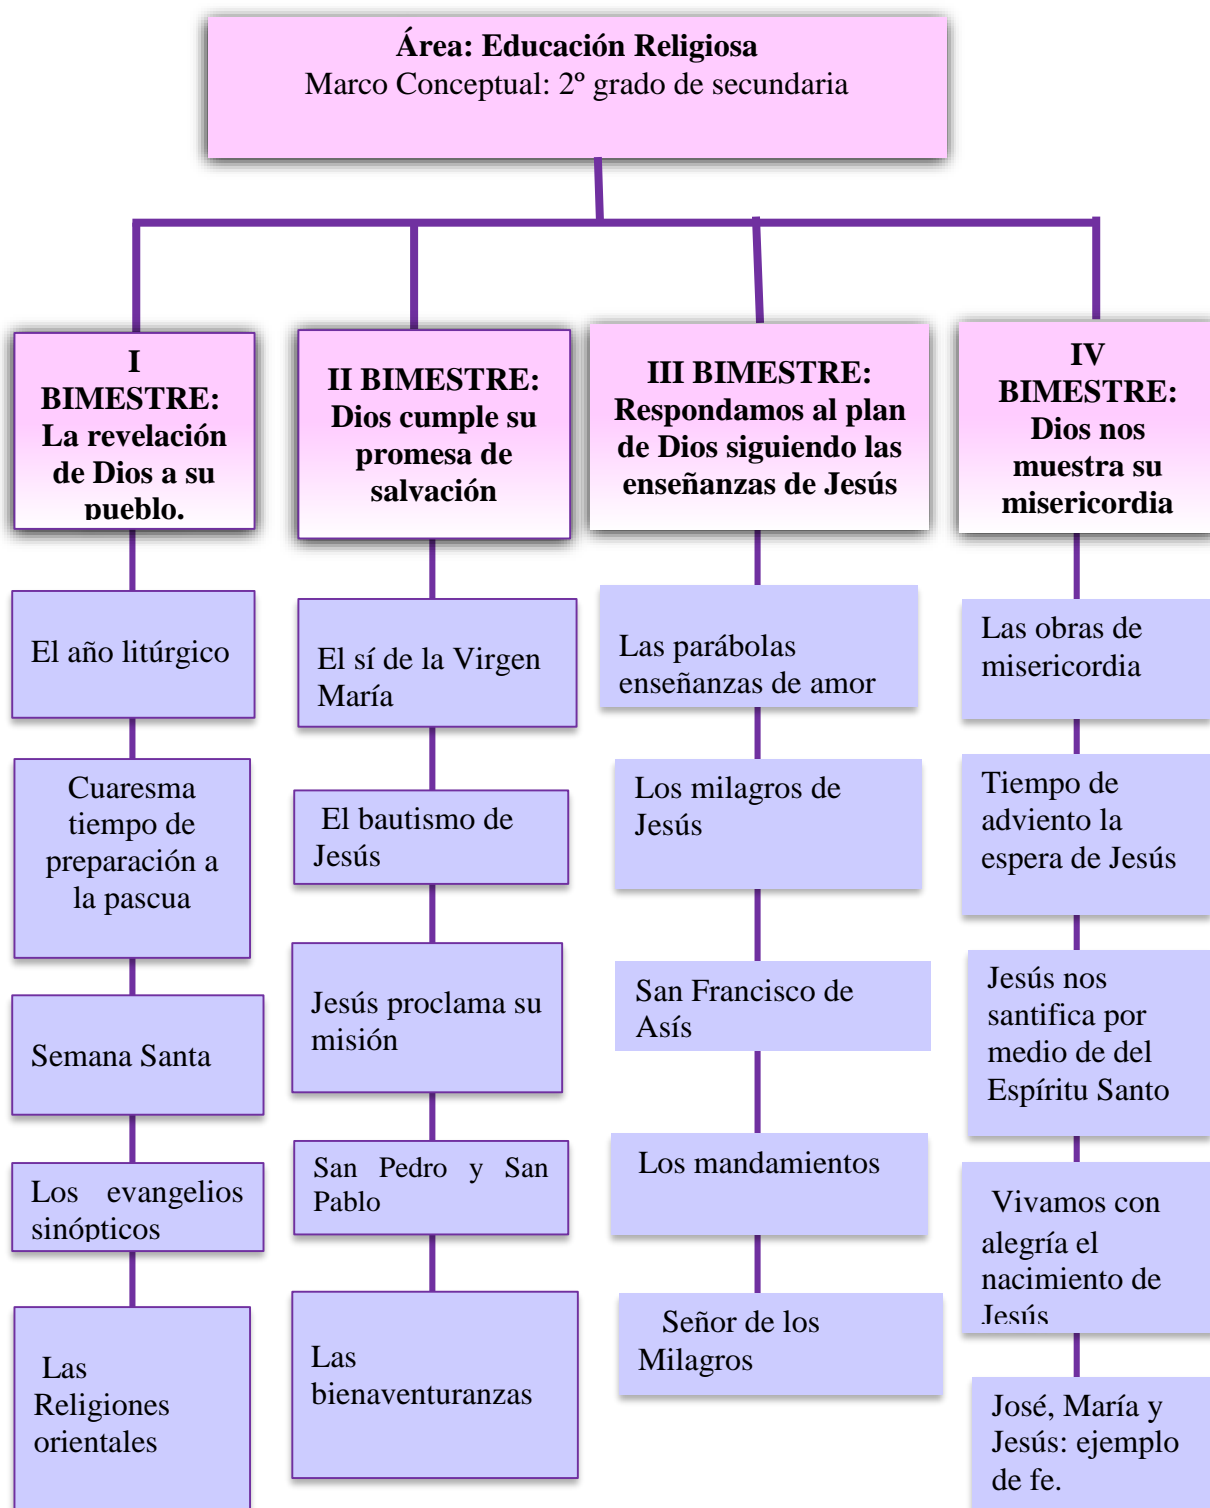 Área: Educación Religiosa
Marco Conceptual: 2º grado de secundaria
I
BIMESTRE:
La revelación
de Dios a su
pueblo.
El año litúrgico
Cuaresma
tiempo de
preparación a
la pascua
Semana Santa
Los evangelios
sinópticos
Las
Religiones
orientales
II BIMESTRE:
Dios cumple su
promesa de
salvación
El sí de la Virgen
María
El bautismo de
Jesús
Jesús proclama su
misión
San Pedro y San
Pablo
Las
bienaventuranzas
III BIMESTRE:
Respondamos al plan
de Dios siguiendo las
enseñanzas de Jesús
Las parábolas
enseñanzas de amor
Los milagros de
Jesús
San Francisco de
Asís
Los mandamientos
Señor de los
Milagros
IV
BIMESTRE:
Dios nos
muestra su
misericordia
Las obras de
misericordia
Tiempo de
adviento la
espera de Jesús
Jesús nos
santifica por
medio de del
Espíritu Santo
Vivamos con
alegría el
nacimiento de
Jesús
José, María y
Jesús: ejemplo
de fe.